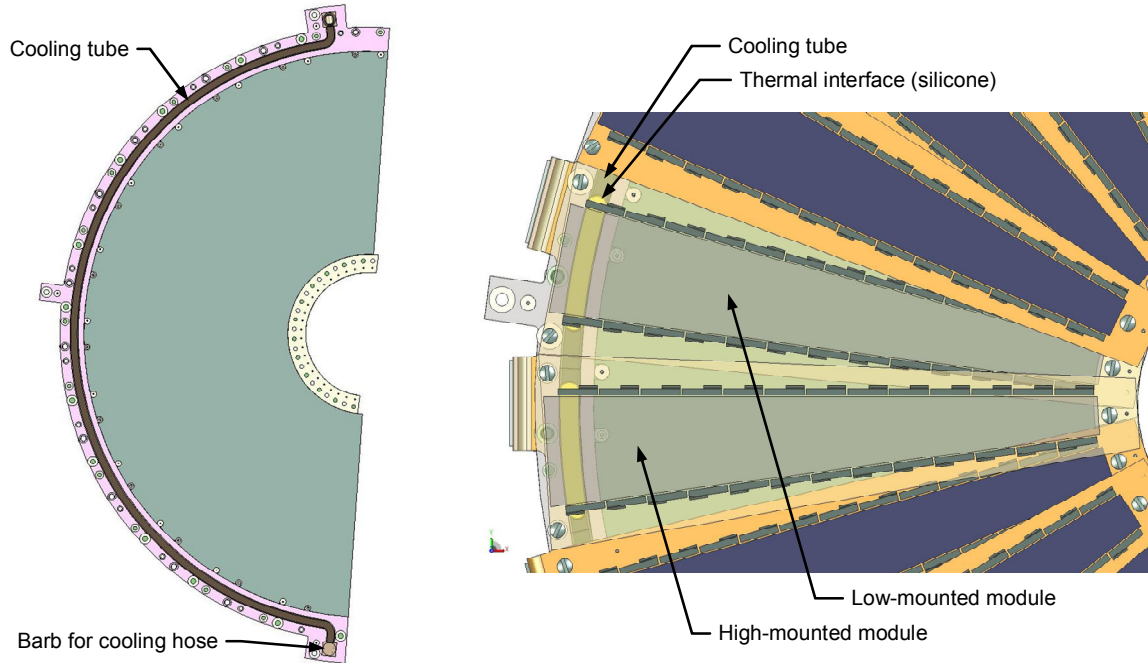 Cooling tube
Barb for cooling hose
Cooling tube
Thermal interface (silicone)
Low-mounted module
High-mounted module